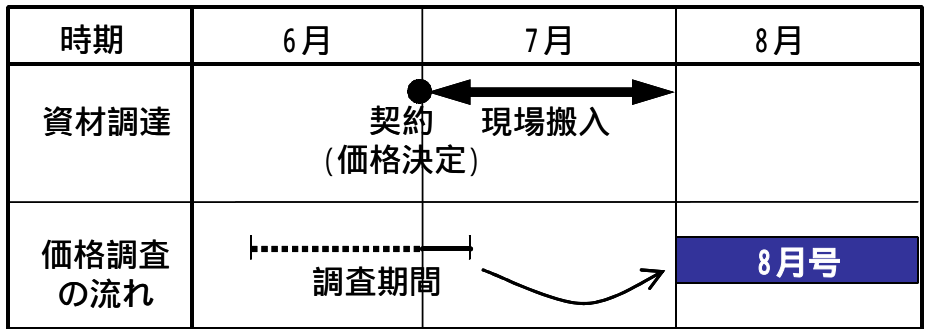 時期
6月
7月
8月
資材調達
契約
(価格決定)
現場搬入
価格調査
の流れ
調査期間
8月号